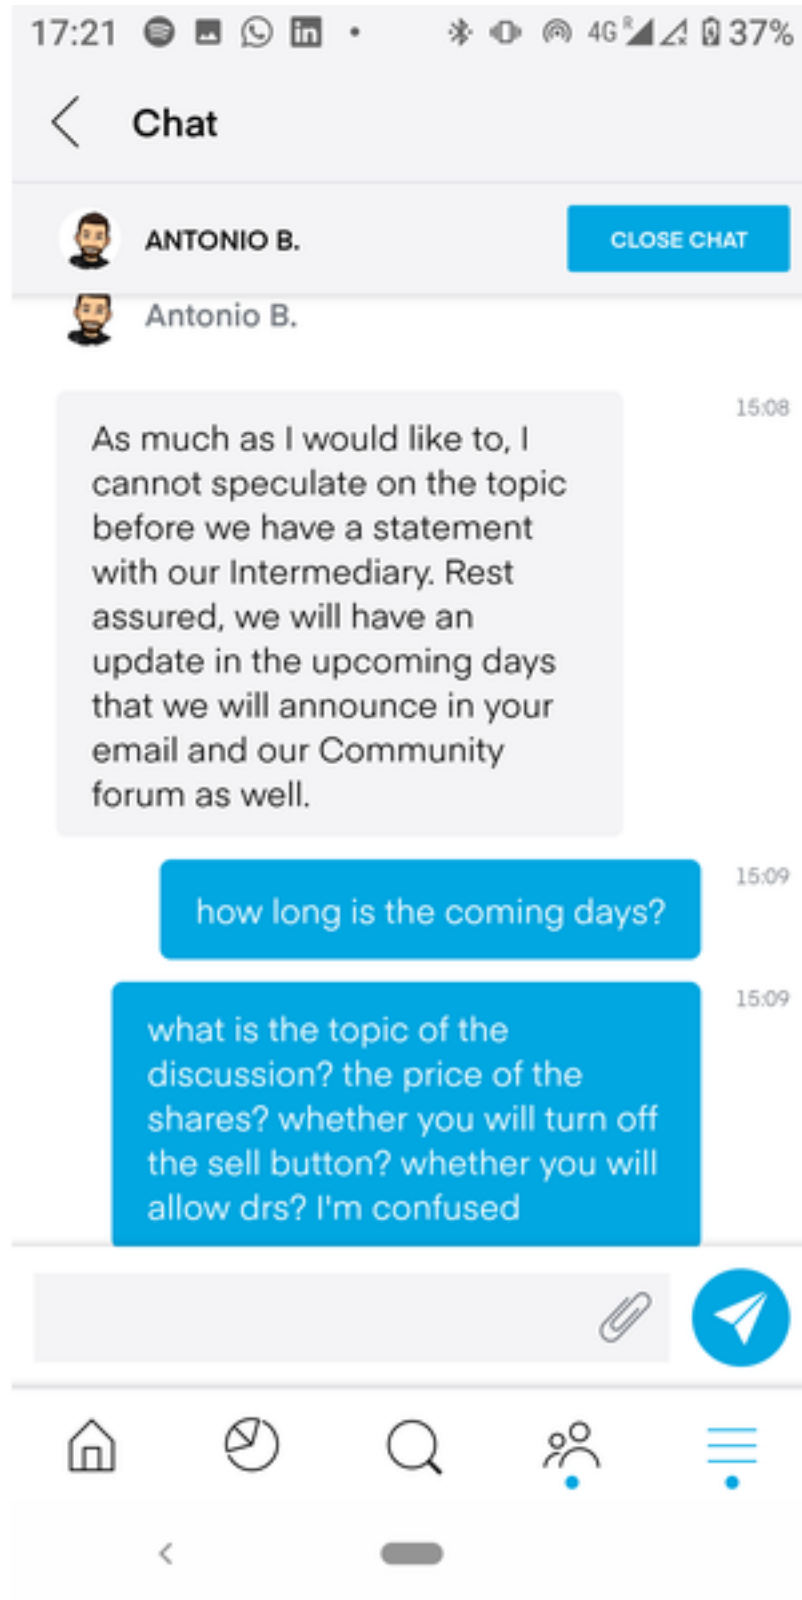 17:21
4G R
37%
Chat
ANTONIO B.
CLOSE CHAT
Antonio B.
15:08
As much as I would like to, I
cannot speculate on the topic
before we have a statement
with our Intermediary. Rest
assured, we will have an
update in the upcoming days
that we will announce in your
email and our Community
forum as well.
15:09
how long is the coming days?
15:09
what is the topic of the
discussion? the price of the
shares? whether you will turn off
the sell button? whether you will
allow drs? I'm confused